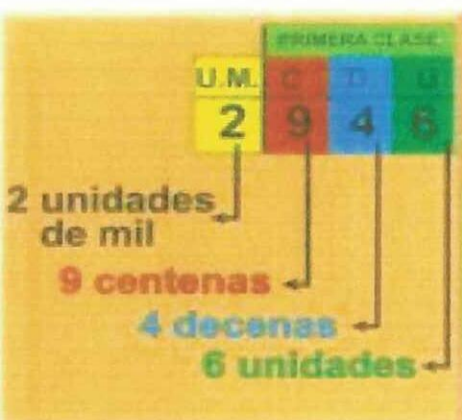 PRIMERA CLASE
U.M. C D U
2 9 4 6
2 unidades
de mil
9 centenas
4 decenas
6 unidades